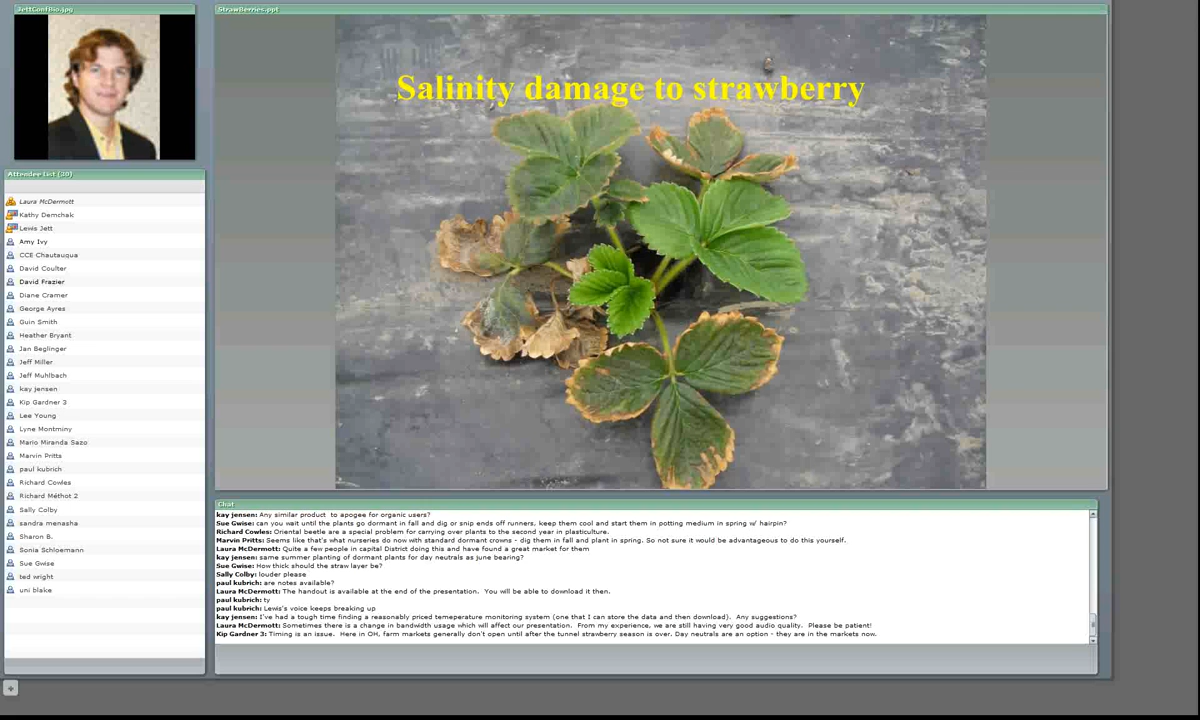 JettConfBio.jpg
StrawBerries.ppt
Salinity damage to strawberry
Attendee List (30)
Laura McDermott
Kathy Demchak
Lewis Jett
Amy Ivy
CCE Chautauqua
David Coulter
David Frazier
Diane Cramer
George Ayres
Guin Smith
Heather Bryant
Jan Beglinger
Jeff Miller
Jeff Muhlbach
kay jensen
Kip Gardner 3
Lee Young
Lyne Montminy
Mario Miranda Sazo
Marvin Pritts
paul kubrich
Richard Cowles
Richard Méthot 2
Sally Colby
sandra menasha
Sharon B.
Sonia Schloemann
Sue Gwise
ted wright
uni blake
Chat
kay jensen: Any similar product to apogee for organic users?
Sue Gwise: can you wait until the plants go dormant in fall and dig or snip ends off runners, keep them cool and start them in potting medium in spring w/ hairpin?
Richard Cowles: Oriental beetle are a special problem for carrying over plants to the second year in plasticulture.
Marvin Pritts: Seems like that's what nurseries do now with standard dormant crowns - dig them in fall and plant in spring. So not sure it would be advantageous to do this yourself.
Laura McDermott: Quite a few people in capital District doing this and have found a great market for them
kay jensen: same summer planting of dormant plants for day neutrals as june bearing?
Sue Gwise: How thick should the straw layer be?
Sally Colby: louder please
paul kubrich: are notes available?
Laura McDermott: The handout is available at the end of the presentation. You will be able to download it then.
paul kubrich: ty
paul kubrich: Lewis's voice keeps breaking up
kay jensen: I've had a tough time finding a reasonably priced temeperature monitoring system (one that I can store the data and then download). Any suggestions?
Laura McDermott: Sometimes there is a change in bandwidth usage which will affect our presentation. From my experience, we are still having very good audio quality. Please be patient!
Kip Gardner 3: Timing is an issue. Here in OH, farm markets generally don't open until after the tunnel strawberry season is over. Day neutrals are an option - they are in the markets now.